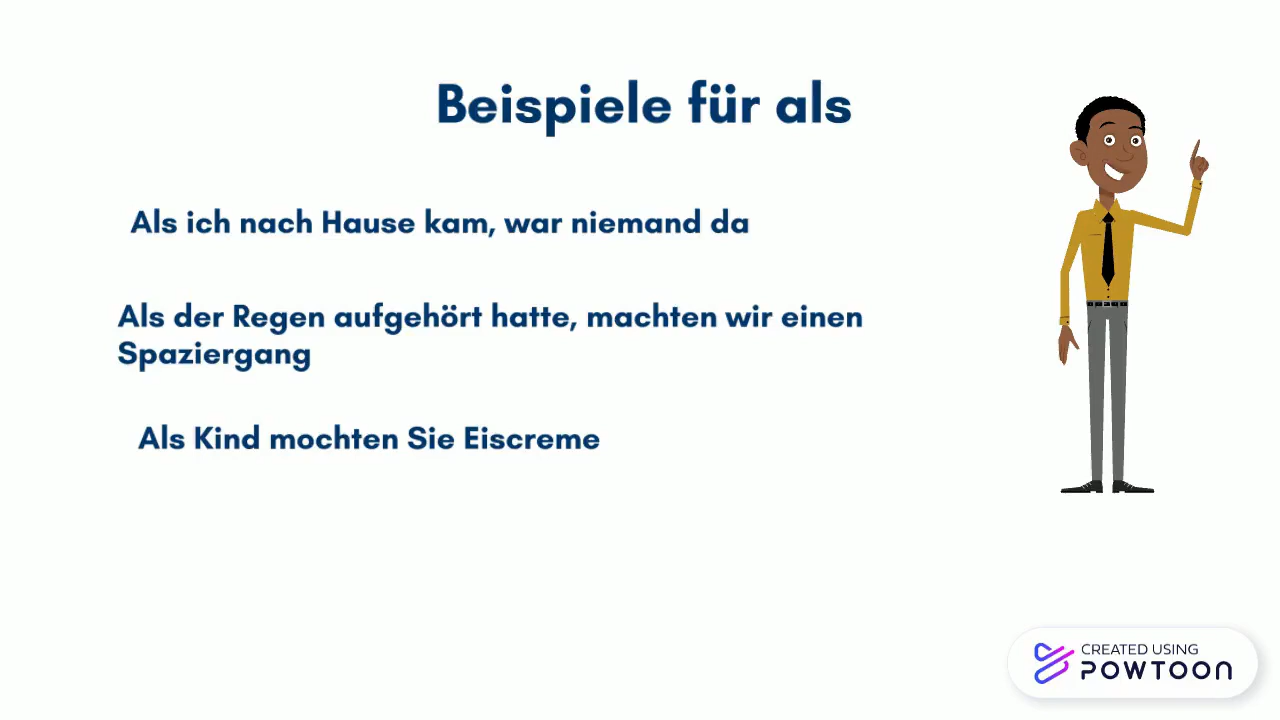 Beispiele für als
Als ich nach Hause kam, war niemand da
Als der Regen aufgehört hatte, machten wir einen
Spaziergang
Als Kind mochten Sie Eiscreme
CREATED USING
POWTOON